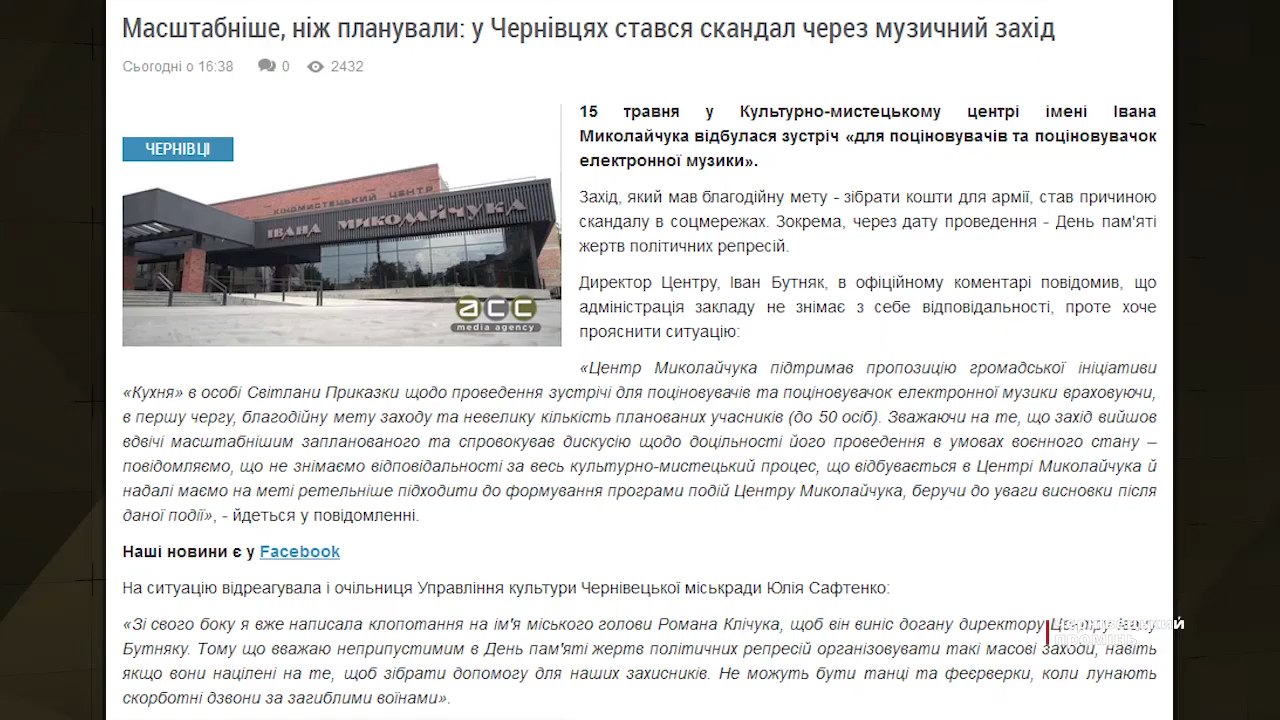 Масштабніше, ніж планували: у Чернівцях стався скандал через музичний захід
Сьогодні о 16:38 0 2432
ЧЕРНІВЦІ
КІНОМИСТЕЦЬКИЙ ЦЕНТР
ІВАНА МИКОЛАЙЧУКА
acc
media agency
15 травня у Культурно-мистецькому центрі імені Івана
Миколайчука відбулася зустріч «для поціновувачів та поціновувачок
електронної музики».
Захід, який мав благодійну мету - зібрати кошти для армії, став причиною
скандалу в соцмережах. Зокрема, через дату проведення - День пам'яті
жертв політичних репресій.
Директор Центру, Іван Бутняк, в офіційному коментарі повідомив, що
адміністрація закладу не знімає з себе відповідальності, проте хоче
прояснити ситуацію:
«Центр Миколайчука підтримав пропозицію громадської ініціативи
«Кухня» в особі Світлани Приказки щодо проведення зустрічі для поціновувачів та поціновувачок електронної музики враховуючи,
в першу чергу, благодійну мету заходу та невелику кількість планованих учасників (до 50 осіб). Зважаючи на те, що захід вийшов
вдвічі масштабнішим запланованого та спровокував дискусію щодо доцільності його проведення в умовах воєнного стану –
повідомляємо, що не знімаємо відповідальності за весь культурно-мистецький процес, що відбувається в Центрі Миколайчука й
надалі маємо на меті ретельніше підходити до формування програми подій Центру Миколайчука, беручи до уваги висновки після
даної події», - йдеться у повідомленні.
Наші новини є у Facebook
На ситуацію відреагувала і очільниця Управління культури Чернівецької міськради Юлія Сафтенко:
«Зі свого боку я вже написала клопотання на ім'я міського голови Романа Клічука, щоб він виніс догану директору Центру Івану
Бутняку. Тому що вважаю неприпустимим в День пам'яті жертв політичних репресій організовувати такі масові заходи, навіть
якщо вони націлені на те, щоб зібрати допомогу для наших захисників. Не можуть бути танці та феєрверки, коли лунають
скорботні дзвони за загиблими воїнами».
Чернівецький
промінь